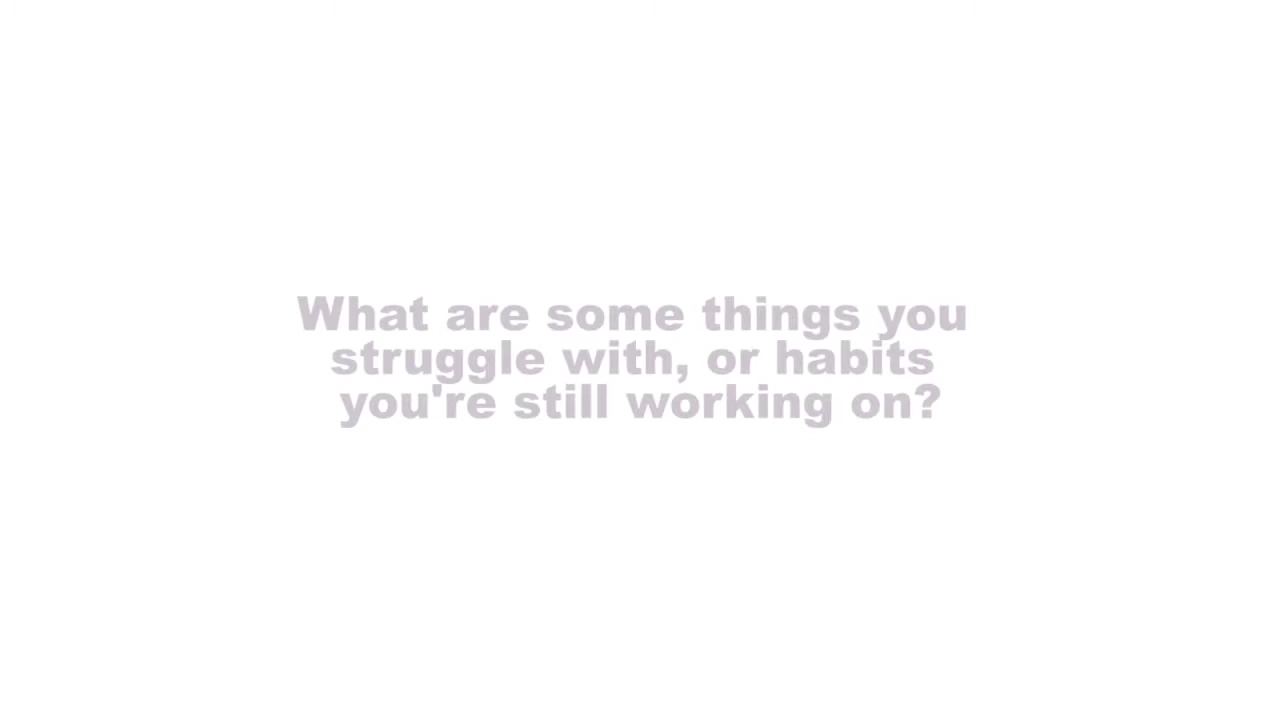 What are some things you
struggle with, or habits
you're still working on?